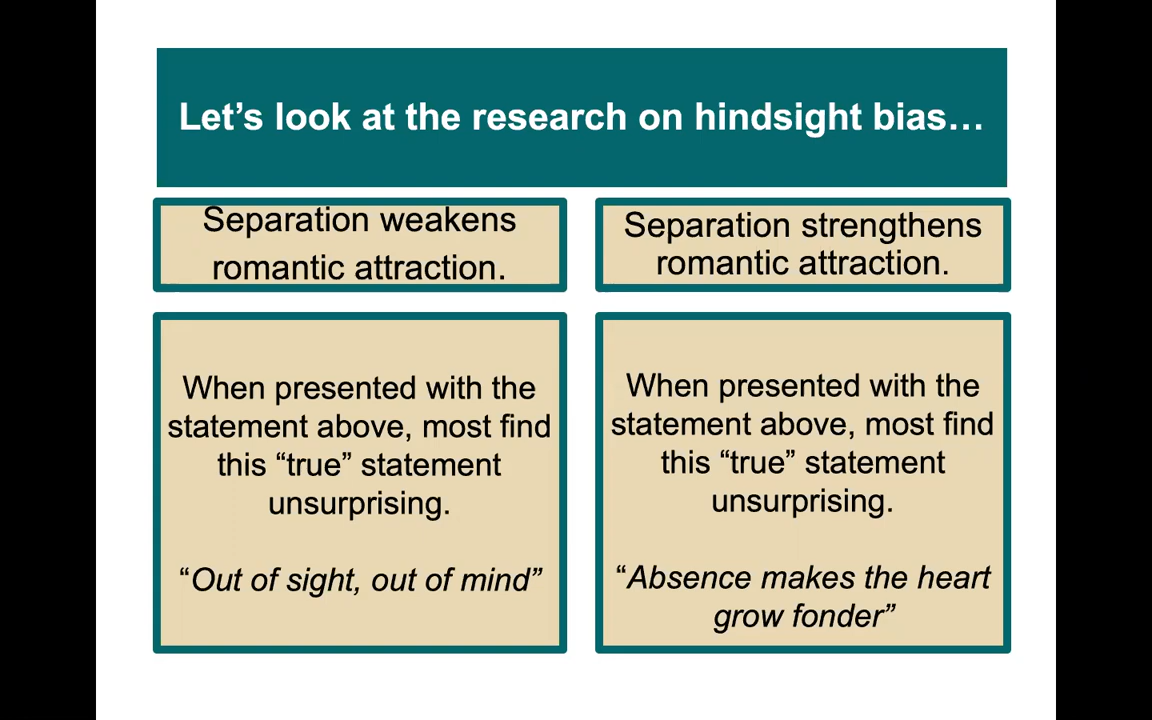 Let’s look at the research on hindsight bias…
Separation weakens
romantic attraction.
Separation strengthens
romantic attraction.
When presented with the
statement above, most find
this “true” statement
unsurprising.
“Out of sight, out of mind”
When presented with the
statement above, most find
this “true” statement
unsurprising.
“Absence makes the heart
grow fonder”